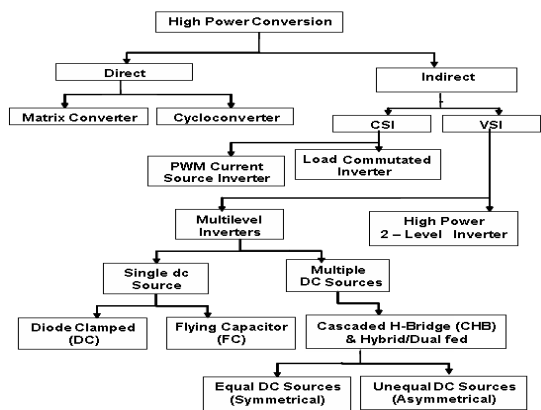 High Power Conversion
Direct
Indirect
Matrix Converter
Cycloconverter
CSI
VSI
PWM Current
Source Inverter
Load Commutated
Inverter
Multilevel
Inverters
High Power
2 – Level Inverter
Single dc
Source
Multiple
DC Sources
Diode Clamped
(DC)
Flying Capacitor
(FC)
Cascaded H-Bridge (CHB)
& Hybrid/Dual fed
Equal DC Sources
(Symmetrical)
Unequal DC Sources
(Asymmetrical)